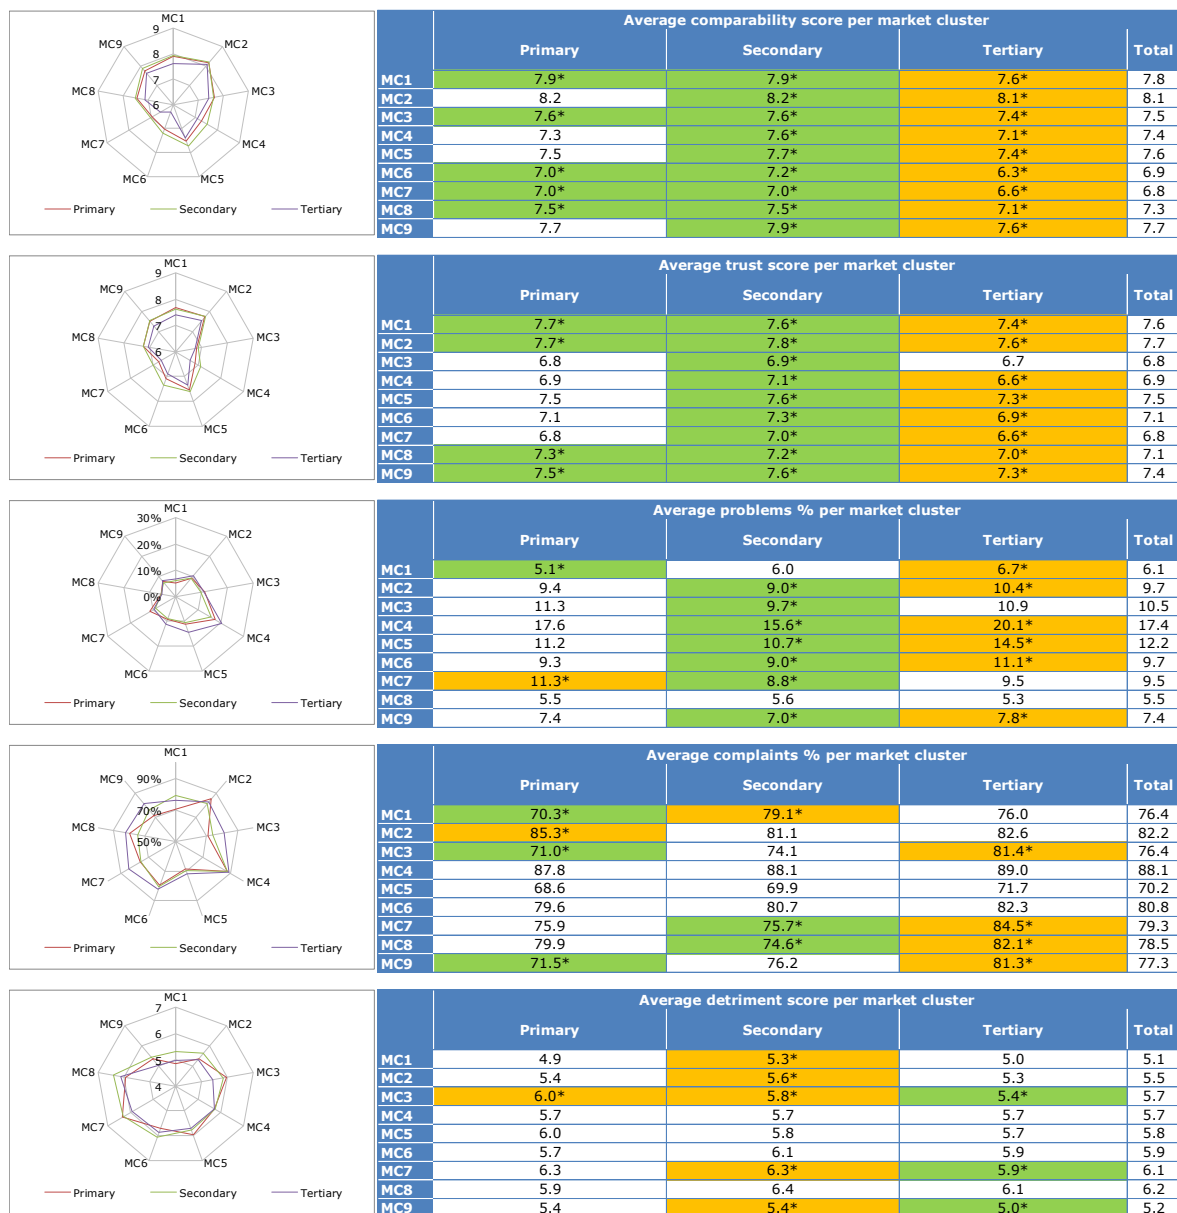 MC1
9
8
7
6
MC9
MC2
MC8
MC3
MC7
MC4
MC6
MC5
Primary Secondary Tertiary
Average comparability score per market cluster
Primary Secondary Tertiary Total
MC1 7.9* 7.9* 7.6* 7.8
MC2 8.2 8.2* 8.1* 8.1
MC3 7.6* 7.6* 7.4* 7.5
MC4 7.3 7.6* 7.1* 7.4
MC5 7.5 7.7* 7.4* 7.6
MC6 7.0* 7.2* 6.3* 6.9
MC7 7.0* 7.0* 6.6* 6.8
MC8 7.5* 7.5* 7.1* 7.3
MC9 7.7 7.9* 7.6* 7.7
MC1
9
8
7
6
MC9
MC2
MC8
MC3
MC7
MC4
MC6
MC5
Primary Secondary Tertiary
Average trust score per market cluster
Primary Secondary Tertiary Total
MC1 7.7* 7.6* 7.4* 7.6
MC2 7.7* 7.8* 7.6* 7.7
MC3 6.8 6.9* 6.7 6.8
MC4 6.9 7.1* 6.6* 6.9
MC5 7.5 7.6* 7.3* 7.5
MC6 7.1 7.3* 6.9* 7.1
MC7 6.8 7.0* 6.6* 6.8
MC8 7.3* 7.2* 7.0* 7.1
MC9 7.5* 7.6* 7.3* 7.4
MC1
30%
20%
10%
0%
MC9
MC2
MC8
MC3
MC7
MC4
MC6
MC5
Primary Secondary Tertiary
Average problems % per market cluster
Primary Secondary Tertiary Total
MC1 5.1* 6.0 6.7* 6.1
MC2 9.4 9.0* 10.4* 9.7
MC3 11.3 9.7* 10.9 10.5
MC4 17.6 15.6* 20.1* 17.4
MC5 11.2 10.7* 14.5* 12.2
MC6 9.3 9.0* 11.1* 9.7
MC7 11.3* 8.8* 9.5 9.5
MC8 5.5 5.6 5.3 5.5
MC9 7.4 7.0* 7.8* 7.4
MC1
90%
70%
50%
MC9
MC2
MC8
MC3
MC7
MC4
MC6
MC5
Primary Secondary Tertiary
Average complaints % per market cluster
Primary Secondary Tertiary Total
MC1 70.3* 79.1* 76.0 76.4
MC2 85.3* 81.1 82.6 82.2
MC3 71.0* 74.1 81.4* 76.4
MC4 87.8 88.1 89.0 88.1
MC5 68.6 69.9 71.7 70.2
MC6 79.6 80.7 82.3 80.8
MC7 75.9 75.7* 84.5* 79.3
MC8 79.9 74.6* 82.1* 78.5
MC9 71.5* 76.2 81.3* 77.3
MC1
7
6
5
4
MC9
MC2
MC8
MC3
MC7
MC4
MC6
MC5
Primary Secondary Tertiary
Average detriment score per market cluster
Primary Secondary Tertiary Total
MC1 4.9 5.3* 5.0 5.1
MC2 5.4 5.6* 5.3 5.5
MC3 6.0* 5.8* 5.4* 5.7
MC4 5.7 5.7 5.7 5.7
MC5 6.0 5.8 5.7 5.8
MC6 5.7 6.1 5.9 5.9
MC7 6.3 6.3* 5.9* 6.1
MC8 5.9 6.4 6.1 6.2
MC9 5.4 5.4* 5.0* 5.2